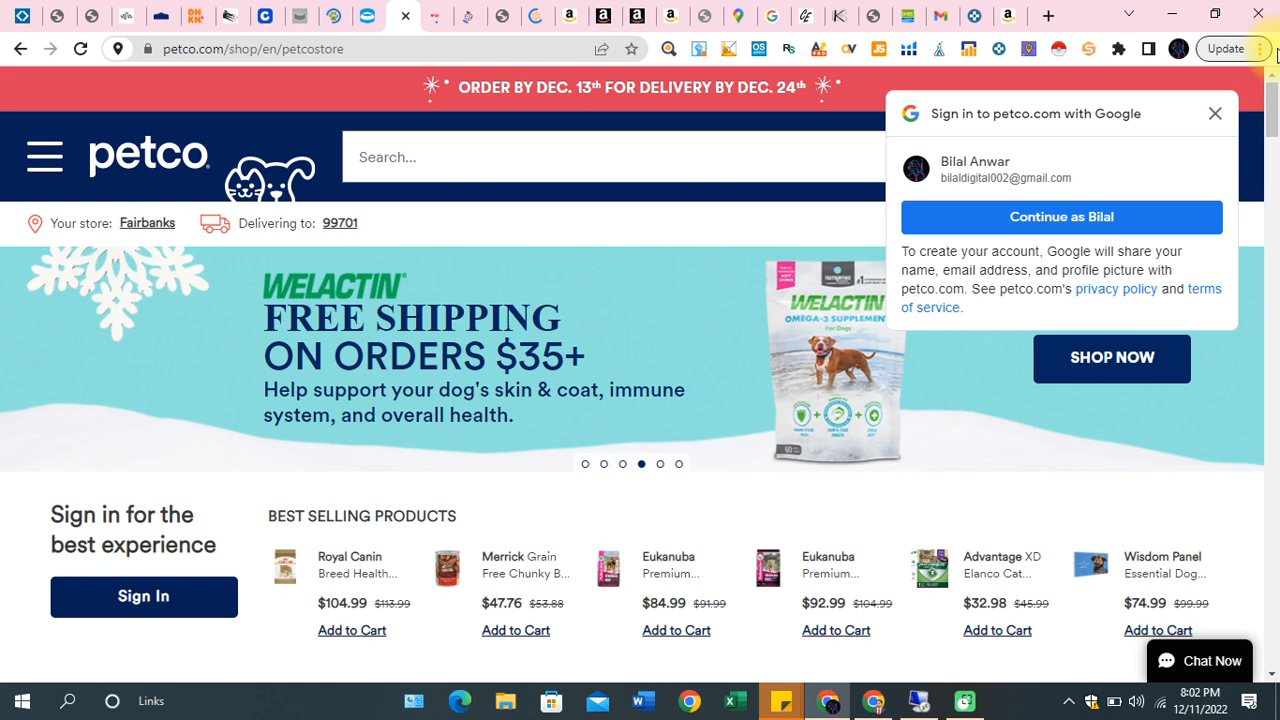 petco.com/shop/en/petcostore
Update
ORDER BY DEC. 13th FOR DELIVERY BY DEC. 24th
petco
Search...
Sign in to petco.com with Google
Bilal Anwar
bilaldigital002@gmail.com
Continue as Bilal
To create your account, Google will share your
name, email address, and profile picture with
petco.com. See petco.com's privacy policy and terms
of service.
Your store: Fairbanks
Delivering to: 99701
WELACTIN
FREE SHIPPING
ON ORDERS $35+
Help support your dog's skin & coat, immune
system, and overall health.
WELACTIN
OMEGA-3 SUPPLEMENT
For Dogs
SHOP NOW
Sign in for the
best experience
Sign In
BEST SELLING PRODUCTS
Royal Canin
Breed Health...
$104.99 $113.99
Add to Cart
Merrick Grain
Free Chunky B...
$47.76 $53.88
Add to Cart
Eukanuba
Premium...
$84.99 $91.99
Add to Cart
Eukanuba
Premium...
$92.99 $104.99
Add to Cart
Advantage XD
Elanco Cat...
$32.98 $45.99
Add to Cart
Wisdom Panel
Essential Dog...
$74.99 $99.99
Add to Cart
Chat Now
Links
8:02 PM
12/11/2022